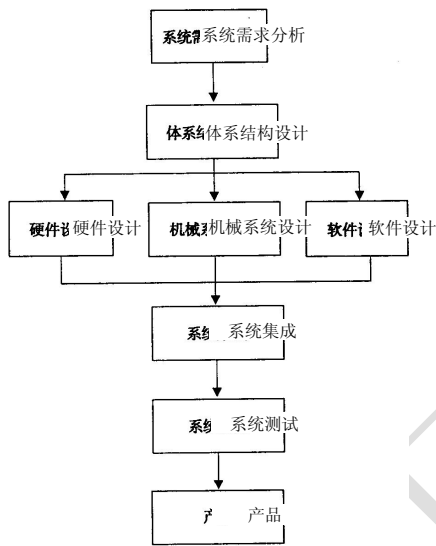 系统需求分析
体系结构设计
硬件设计 机械系统设计 软件设计
系统集成
系统测试
产品